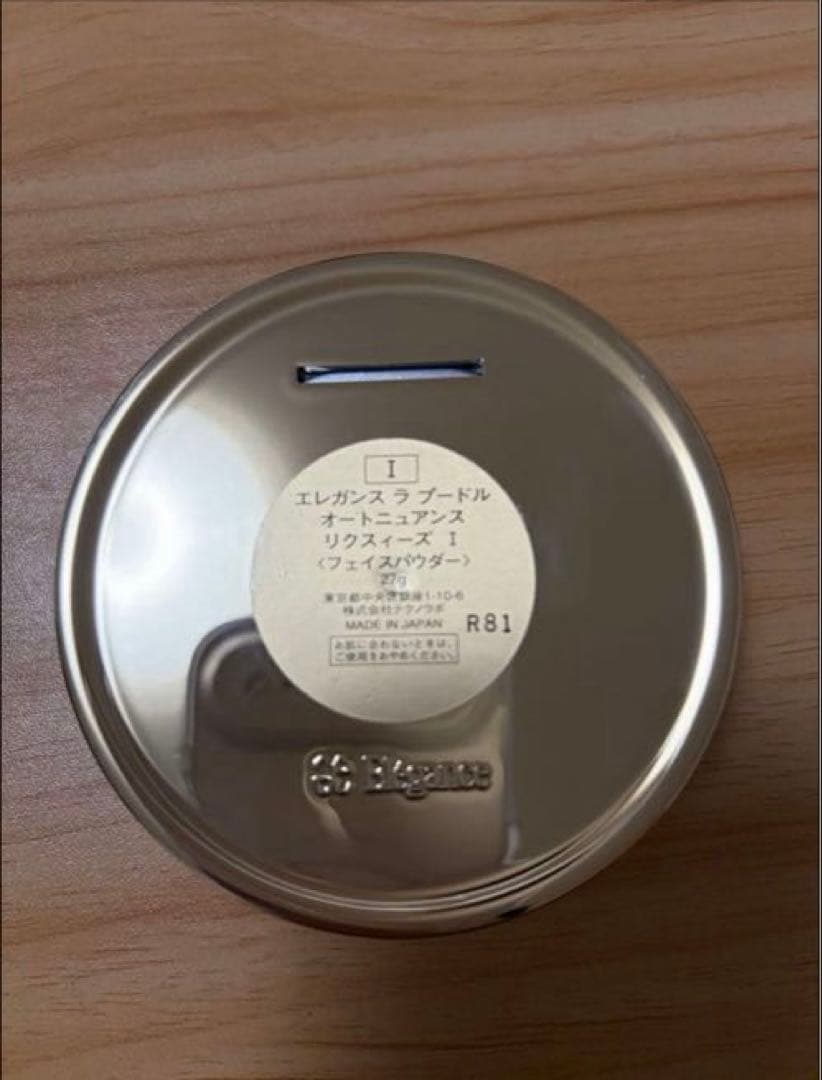 I
エレガンス ラ プードル
オートニュアンス
リクスィーズ I
〈フェイスパウダー〉
27g
東京都中央区銀座1-10-6
株式会社テクノラボ
MADE IN JAPAN
R81
お肌に合わないときは、
ご使用をおやめください。
Elégance